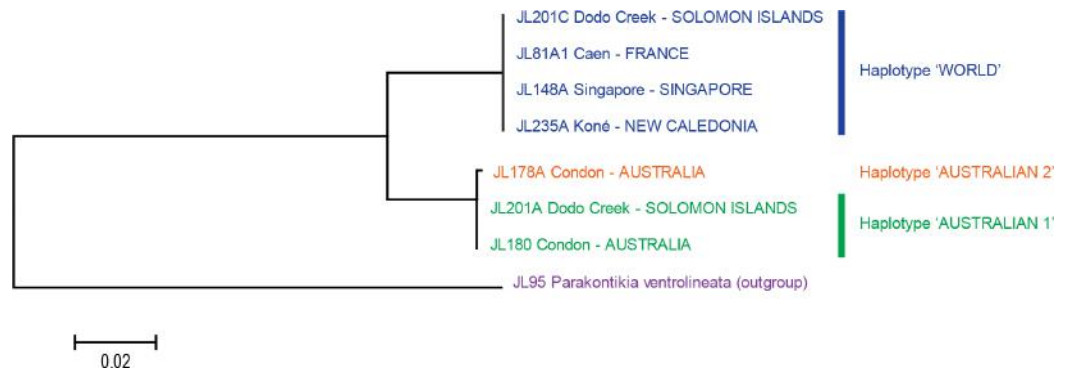 JL201C Dodo Creek - SOLOMON ISLANDS
JL81A1 Caen - FRANCE
Haplotype 'WORLD'
JL148A Singapore - SINGAPORE
JL235A Koné - NEW CALEDONIA
JL178A Condon - AUSTRALIA
Haplotype 'AUSTRALIAN 2'
JL201A Dodo Creek - SOLOMON ISLANDS
Haplotype 'AUSTRALIAN 1'
JL180 Condon - AUSTRALIA
JL95 Parakontikia ventrolineata (outgroup)
0.02